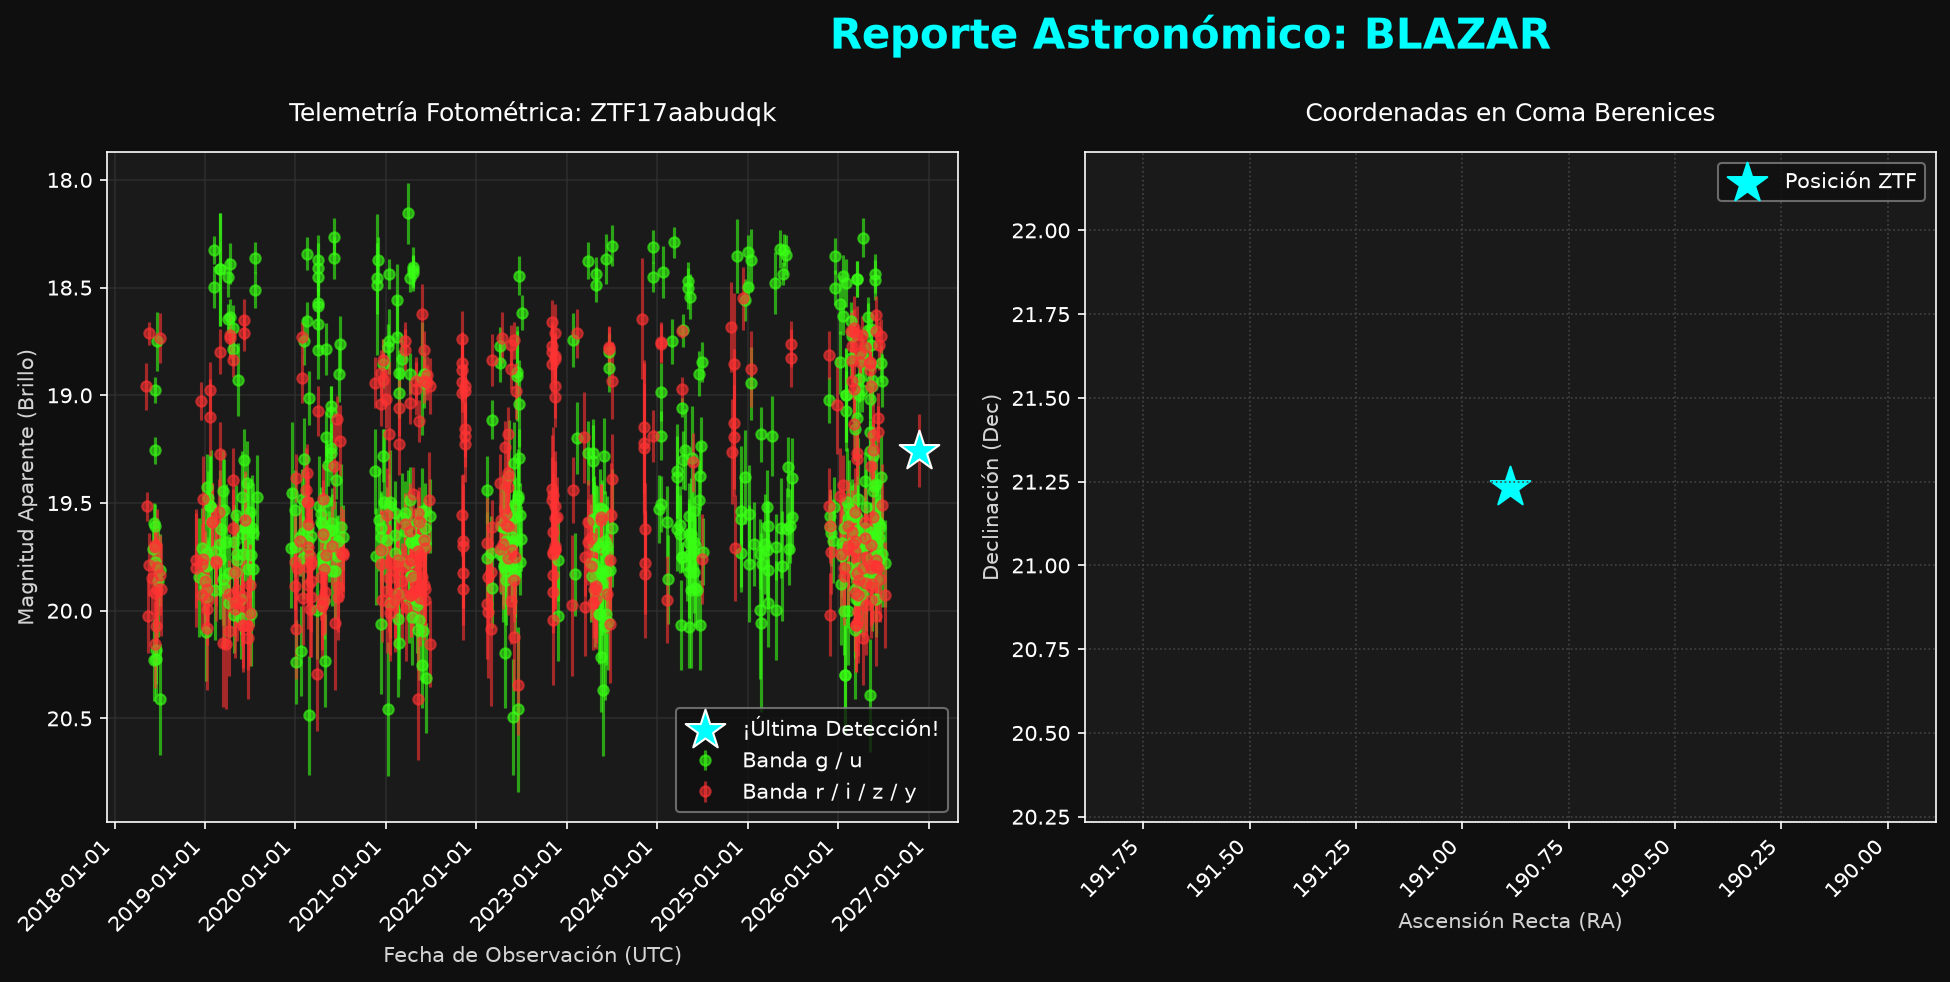 Reporte Astronómico: BLAZAR
Telemetría Fotométrica: ZTF17aabudqk
Magnitud Aparente (Brillo)
18.0
18.5
19.0
19.5
20.0
20.5
¡Última Detección!
Banda g / u
Banda r / i / z / y
2018-01-01
2019-01-01
2020-01-01
2021-01-01
2022-01-01
2023-01-01
2024-01-01
2025-01-01
2026-01-01
2027-01-01
Fecha de Observación (UTC)
Coordenadas en Coma Berenices
Posición ZTF
Declinación (Dec)
22.00
21.75
21.50
21.25
21.00
20.75
20.50
20.25
191.75
191.50
191.25
191.00
190.75
190.50
190.25
190.00
Ascensión Recta (RA)